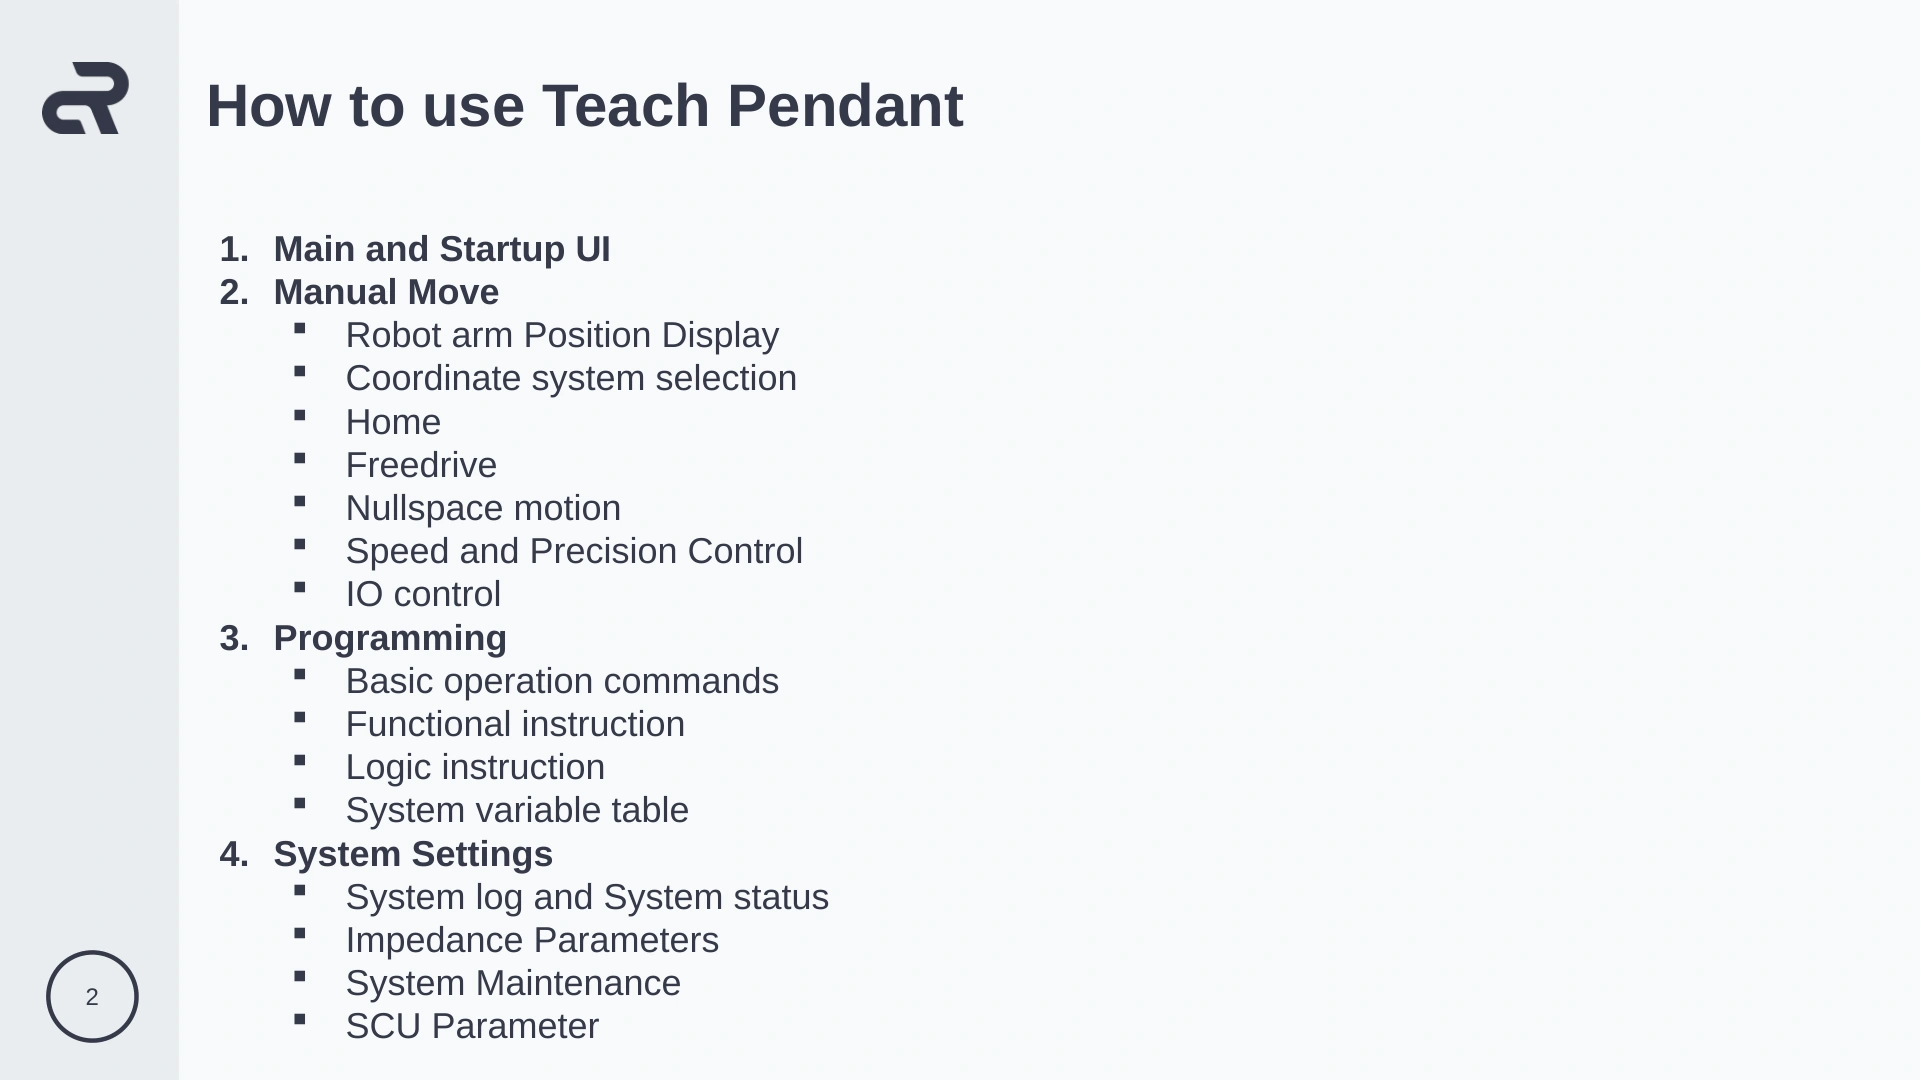 How to use Teach Pendant
1. Main and Startup UI
2. Manual Move
▪ Robot arm Position Display
▪ Coordinate system selection
▪ Home
▪ Freedrive
▪ Nullspace motion
▪ Speed and Precision Control
▪ IO control
3. Programming
▪ Basic operation commands
▪ Functional instruction
▪ Logic instruction
▪ System variable table
4. System Settings
▪ System log and System status
▪ Impedance Parameters
▪ System Maintenance
▪ SCU Parameter
2